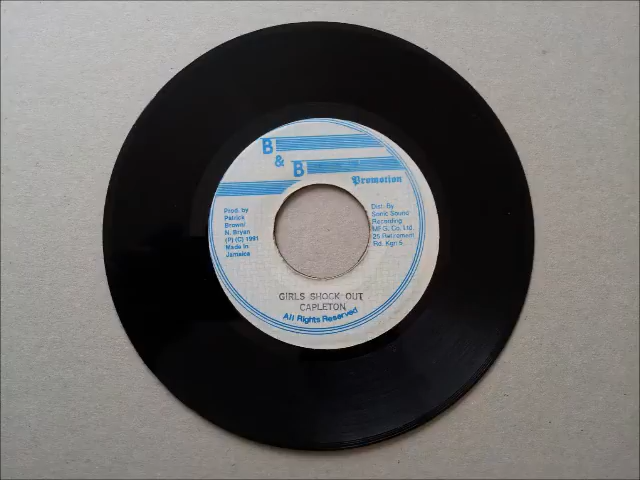 B
&
B
Promotion
Prod. by
Patrick
Brown/
N. Bryan
(P) (C) 1991
Made in
Jamaica
Dist. By
Sonic Sound
Recording
MFG. Co. Ltd.
25 Retirement
Rd. Kgn 5
GIRLS SHOCK OUT
CAPLETON
All Rights Reserved